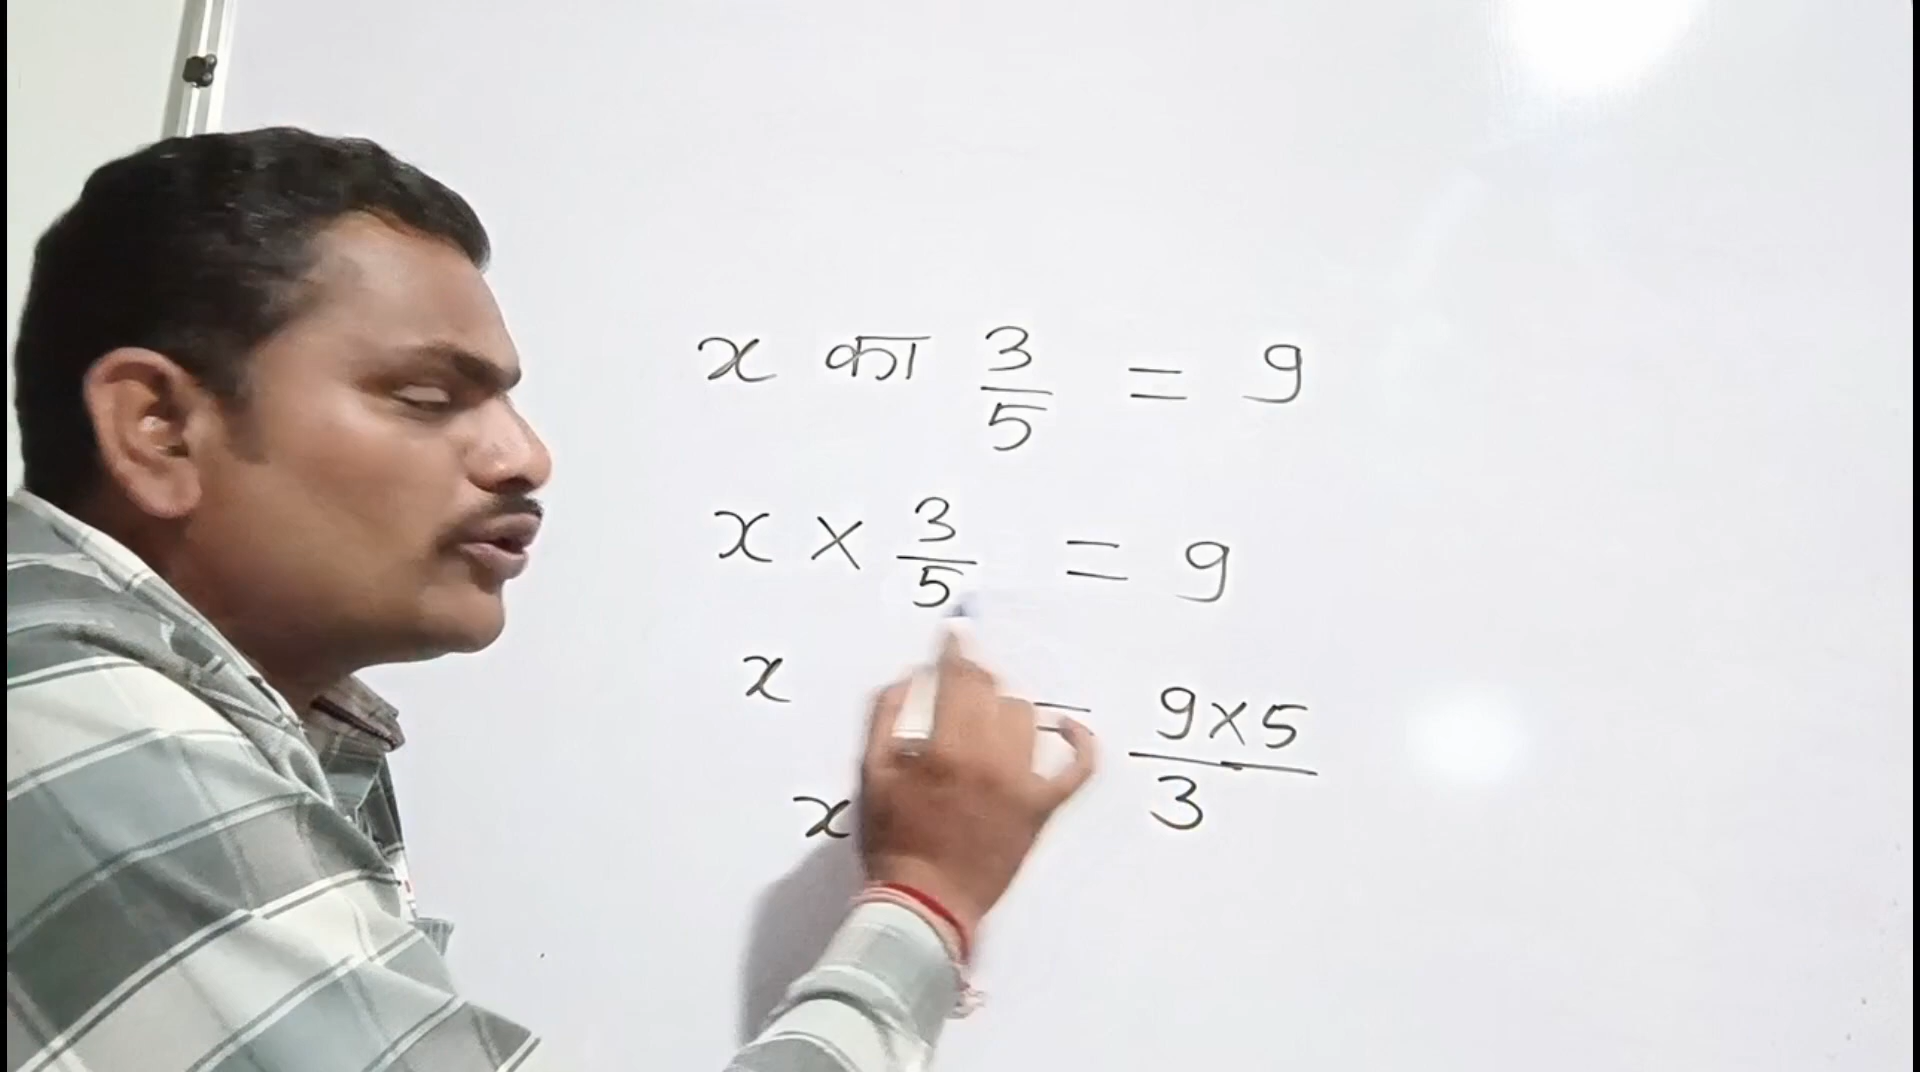 x का 3/5 = 9
x × 3/5 = 9
x = 9×5/3
x